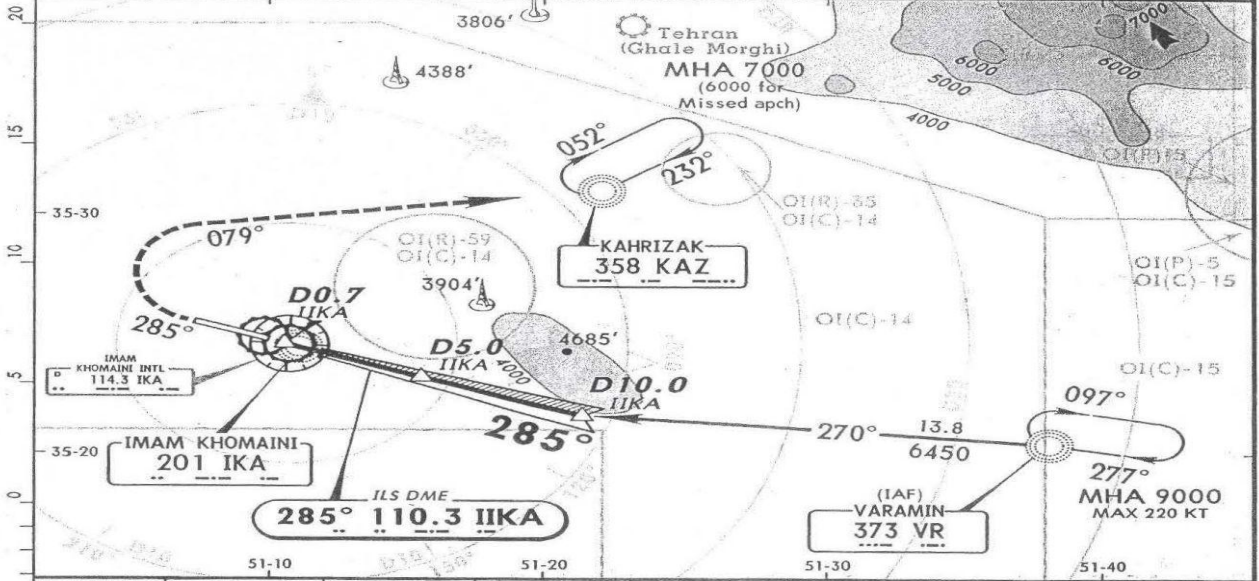 20
3806'
Tehran
(Ghale Morghi)
MHA 7000
(6000 for
Missed apch)
4388'
7000
6000
6000
5000
4000
15
052°
232°
35-30
079°
OI(R)-59
OI(C)-14
OI(R)-35
OI(C)-14
KAHRIZAK
358 KAZ
OI(P)-5
OI(C)-15
10
3904'
D0.7
IIKA
285°
OI(C)-14
4685'
D5.0
IIKA
4000
D10.0
IIKA
OI(C)-15
IMAM
KHOMAINI INTL
D 114.3 IKA
5
097°
285°
270°
13.8
6450
277°
MHA 9000
MAX 220 KT
IMAM KHOMAINI
201 IKA
35-20
(IAF)
VARAMIN
373 VR
0
ILS DME
285° 110.3 IIKA
120°
150°
210°
51-10
51-20
51-30
51-40